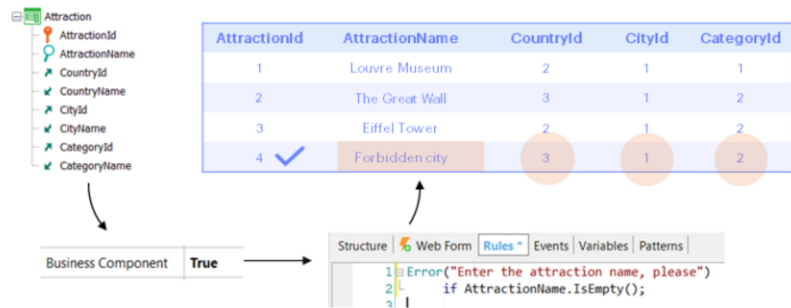 Attraction
AttractionId
AttractionName
CountryId
CountryName
CityId
CityName
CategoryId
CategoryName
AttractionId AttractionName CountryId CityId CategoryId
1 Louvre Museum 2 1 1
2 The Great Wall 3 1 2
3 Eiffel Tower 2 1 2
4 Forbidden city 3 1 2
Business Component True
Structure Web Form Rules * Events Variables Patterns
1 Error("Enter the attraction name, please")
2 if AttractionName.IsEmpty();
3